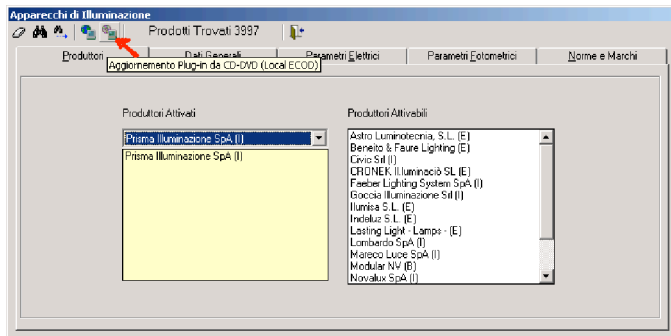 Apparecchi di Illuminazione
Prodotti Trovati 3997
Produttori
Dati Generali
Parametri Elettrici
Parametri Fotometrici
Norme e Marchi
Aggiornemento Plug-in da CD-DVD (Local ECOD)
Produttori Attivati
Produttori Attivabili
Prisma Illuminazione SpA (I)
Prisma Illuminazione SpA (I)
Astro Luminotecnia, S.L. (E)
Beneito & Faure Lighting (E)
Civic Srl (I)
CRONEK Il.luminaciò SL (E)
Faeber Lighting System SpA (I)
Goccia Illuminazione Srl (I)
Ilumisa S.L. (E)
Indeluz S.L. (E)
Lasting Light - Lamps - (E)
Lombardo SpA (I)
Mareco Luce SpA (I)
Modular NV (B)
Novalux SpA (I)